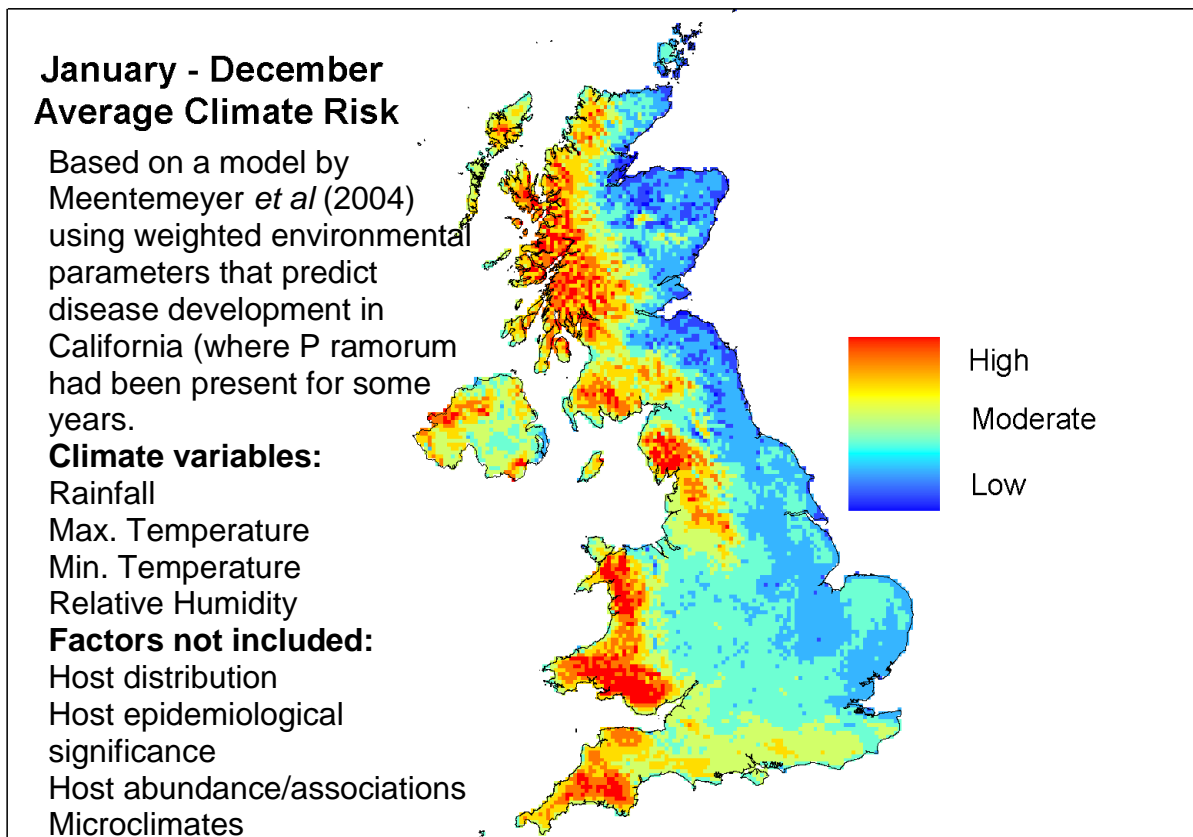 January - December
Average Climate Risk
Based on a model by
Meentemeyer et al (2004)
using weighted environmental
parameters that predict
disease development in
California (where P ramorum
had been present for some
years.
Climate variables:
Rainfall
Max. Temperature
Min. Temperature
Relative Humidity
Factors not included:
Host distribution
Host epidemiological
significance
Host abundance/associations
Microclimates
High
Moderate
Low